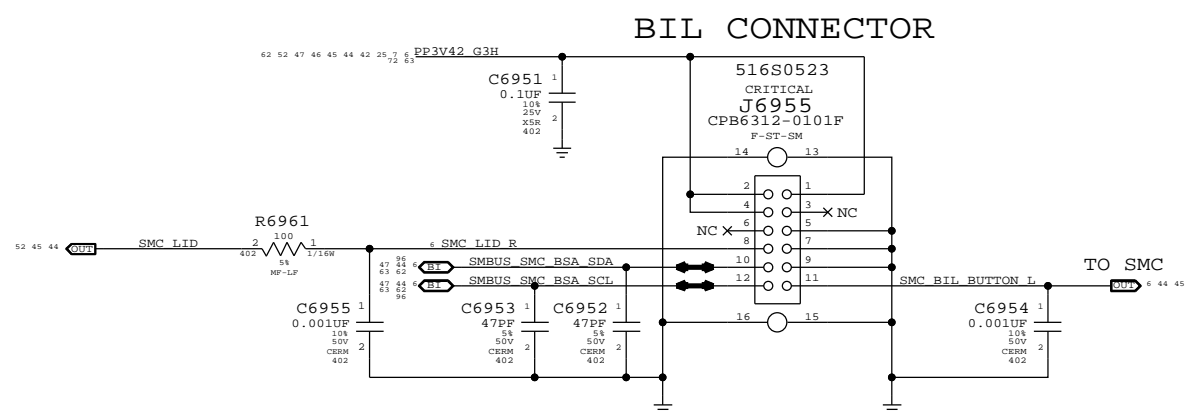 BIL CONNECTOR
62 52 47 46 45 44 42 25 7 6
72 63
PP3V42_G3H
C6951
1
0.1UF
10%
25V
X5R
402
2
516S0523
CRITICAL
J6955
CPB6312-0101F
F-ST-SM
14
13
2
1
4
3
NC
NC
6
5
8
7
10
9
12
11
16
15
R6961
100
2
1
402
5%
1/16W
MF-LF
52 45 44
OUT
SMC_LID
6
SMC_LID_R
96
47 44 6
63 62
BI
SMBUS_SMC_BSA_SDA
47 44 6
63 62
96
BI
SMBUS_SMC_BSA_SCL
SMC_BIL_BUTTON_L
TO SMC
OUT
6 44 45
C6955
1
0.001UF
10%
50V
CERM
402
2
C6953
1
47PF
5%
50V
CERM
402
2
C6952
1
47PF
5%
50V
CERM
402
2
C6954
1
0.001UF
10%
50V
CERM
402
2